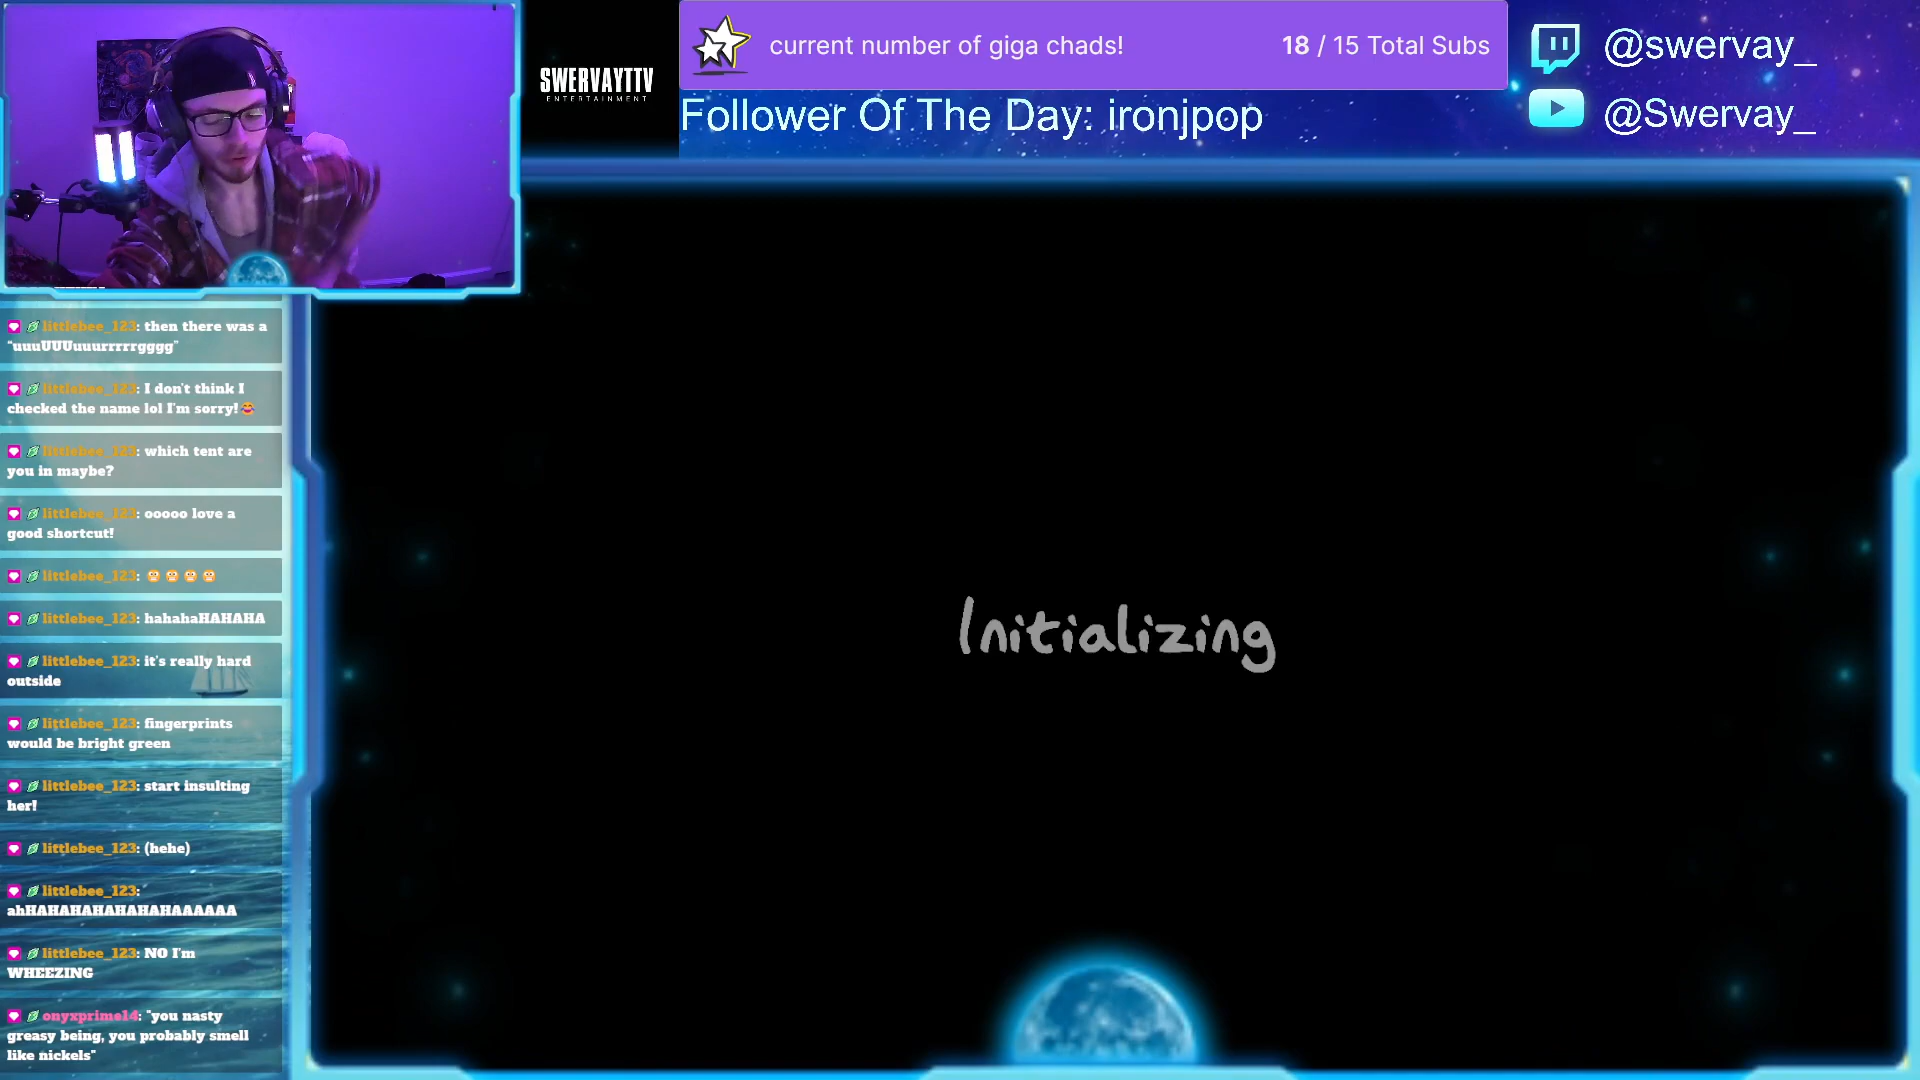 SWERVAYTTV
ENTERTAINMENT
current number of giga chads!
18 / 15 Total Subs
Follower Of The Day: ironjpop
@swervay_
@Swervay_
littlebee_123: then there was a
"uuuUUUuuurrrrrgggg"
littlebee_123: I don't think I
checked the name lol I'm sorry!
littlebee_123: which tent are
you in maybe?
littlebee_123: ooooo love a
good shortcut!
littlebee_123:
littlebee_123: hahahaHAHAHA
littlebee_123: it's really hard
outside
littlebee_123: fingerprints
would be bright green
littlebee_123: start insulting
her!
littlebee_123: (hehe)
littlebee_123:
ahHAHAHAHAHAHAHAAAAAA
littlebee_123: NO I'm
WHEEZING
onyxprime14: "you nasty
greasy being, you probably smell
like nickels"
Initializing